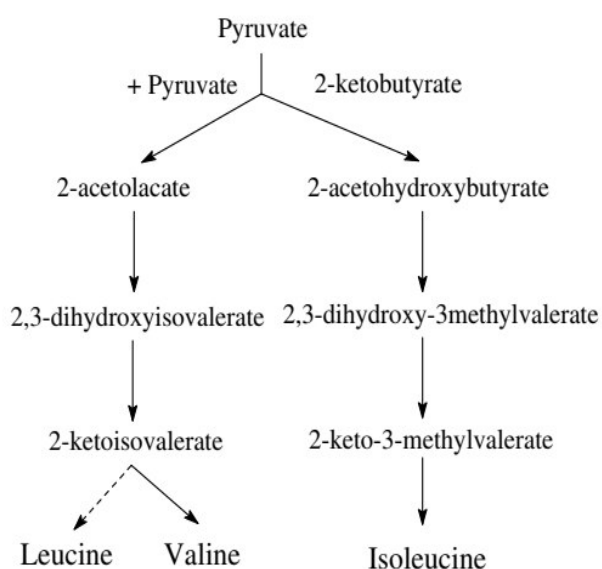 Pyruvate
+ Pyruvate 2-ketobutyrate
2-acetolacate 2-acetohydroxybutyrate
2,3-dihydroxyisovalerate 2,3-dihydroxy-3methylvalerate
2-ketoisovalerate 2-keto-3-methylvalerate
Leucine Valine Isoleucine